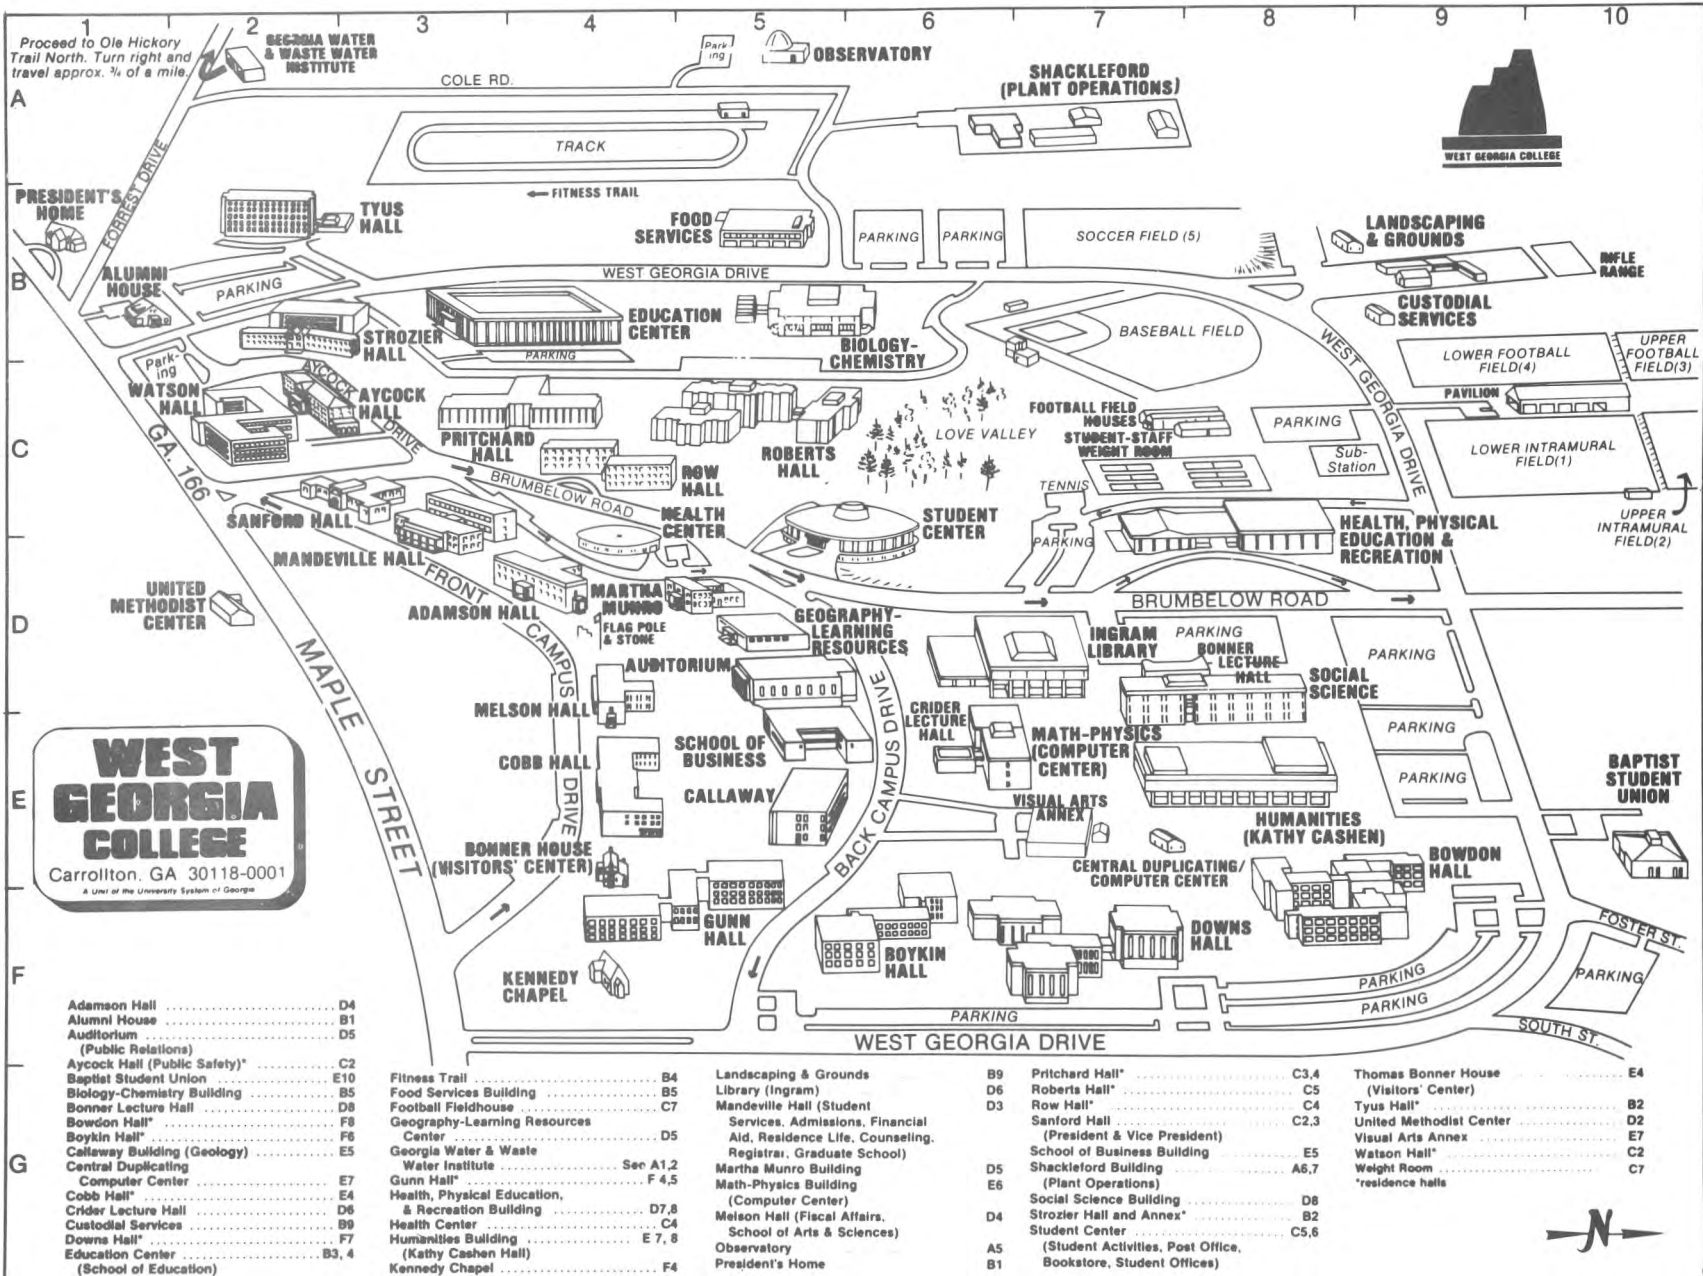 1 2 3 4 5 6 7 8 9 10
Proceed to Ole Hickory
Trail North. Turn right and
travel approx. ¾ of a mile.
GEORGIA WATER
& WASTE WATER
INSTITUTE
Park
ing
OBSERVATORY
SHACKLEFORD
(PLANT OPERATIONS)
WEST GEORGIA COLLEGE
A
COLE RD.
TRACK
FORREST DRIVE
← FITNESS TRAIL
PRESIDENT'S
HOME
TYUS
HALL
FOOD
SERVICES
PARKING
PARKING
SOCCER FIELD (5)
LANDSCAPING
& GROUNDS
RIFLE
RANGE
B
WEST GEORGIA DRIVE
ALUMNI
HOUSE
PARKING
STROZIER
HALL
EDUCATION
CENTER
PARKING
BIOLOGY-
CHEMISTRY
BASEBALL FIELD
WEST GEORGIA DRIVE
CUSTODIAL
SERVICES
LOWER FOOTBALL
FIELD(4)
UPPER
FOOTBALL
FIELD(3)
Park-
ing
WATSON
HALL
AYCOCK
DRIVE
AYCOCK
HALL
PRITCHARD
HALL
ROBERTS
HALL
LOVE VALLEY
FOOTBALL FIELD
HOUSES
STUDENT-STAFF
WEIGHT ROOM
PARKING
Sub-
Station
PAVILION
LOWER INTRAMURAL
FIELD(1)
C
GA. 166
ROW
HALL
BRUMBELOW ROAD
TENNIS
SANFORD HALL
HEALTH
CENTER
STUDENT
CENTER
PARKING
HEALTH, PHYSICAL
EDUCATION &
RECREATION
UPPER
INTRAMURAL
FIELD(2)
MANDEVILLE HALL
UNITED
METHODIST
CENTER
FRONT
CAMPUS
DRIVE
ADAMSON HALL
MARTHA
MUNRO
FLAG POLE
& STONE
GEOGRAPHY-
LEARNING
RESOURCES
BRUMBELOW ROAD
D
INGRAM
LIBRARY
PARKING
BONNER
LECTURE
HALL
SOCIAL
SCIENCE
PARKING
MAPLE
STREET
AUDITORIUM
MELSON HALL
BACK CAMPUS DRIVE
CRIDER
LECTURE
HALL
MATH-PHYSICS
(COMPUTER
CENTER)
PARKING
PARKING
WEST
GEORGIA
COLLEGE
Carrollton, GA 30118-0001
A Unit of the University System of Georgia
COBB HALL
SCHOOL OF
BUSINESS
CALLAWAY
VISUAL ARTS
ANNEX
HUMANITIES
(KATHY CASHEN)
BAPTIST
STUDENT
UNION
E
BONNER HOUSE
(VISITORS' CENTER)
CENTRAL DUPLICATING/
COMPUTER CENTER
BOWDON
HALL
GUNN
HALL
BOYKIN
HALL
DOWNS
HALL
FOSTER ST.
F
KENNEDY
CHAPEL
PARKING
PARKING
PARKING
PARKING
WEST GEORGIA DRIVE
SOUTH ST.
G
Adamson Hall D4
Alumni House B1
Auditorium D5
(Public Relations)
Aycock Hall (Public Safety)* C2
Baptist Student Union E10
Biology-Chemistry Building B5
Bonner Lecture Hall D8
Bowdon Hall* F8
Boykin Hall* F6
Callaway Building (Geology) E5
Central Duplicating
Computer Center E7
Cobb Hall* E4
Crider Lecture Hall D6
Custodial Services B9
Downs Hall* F7
Education Center B3, 4
(School of Education)
Fitness Trail B4
Food Services Building B5
Football Fieldhouse C7
Geography-Learning Resources
Center D5
Georgia Water & Waste
Water Institute See A1,2
Gunn Hall* F 4,5
Health, Physical Education,
& Recreation Building D7,8
Health Center C4
Humanities Building E 7, 8
(Kathy Cashen Hall)
Kennedy Chapel F4
Landscaping & Grounds B9
Library (Ingram) D6
Mandeville Hall (Student D3
Services, Admissions, Financial
Aid, Residence Life, Counseling,
Registrar, Graduate School)
Martha Munro Building D5
Math-Physics Building E6
(Computer Center)
Melson Hall (Fiscal Affairs, D4
School of Arts & Sciences)
Observatory A5
President's Home B1
Pritchard Hall* C3,4
Roberts Hall* C5
Row Hall* C4
Sanford Hall C2,3
(President & Vice President)
School of Business Building E5
Shackleford Building A6,7
(Plant Operations)
Social Science Building D8
Strozier Hall and Annex* B2
Student Center C5,6
(Student Activities, Post Office,
Bookstore, Student Offices)
Thomas Bonner House E4
(Visitors' Center)
Tyus Hall* B2
United Methodist Center D2
Visual Arts Annex E7
Watson Hall* C2
Weight Room C7
*residence halls
N